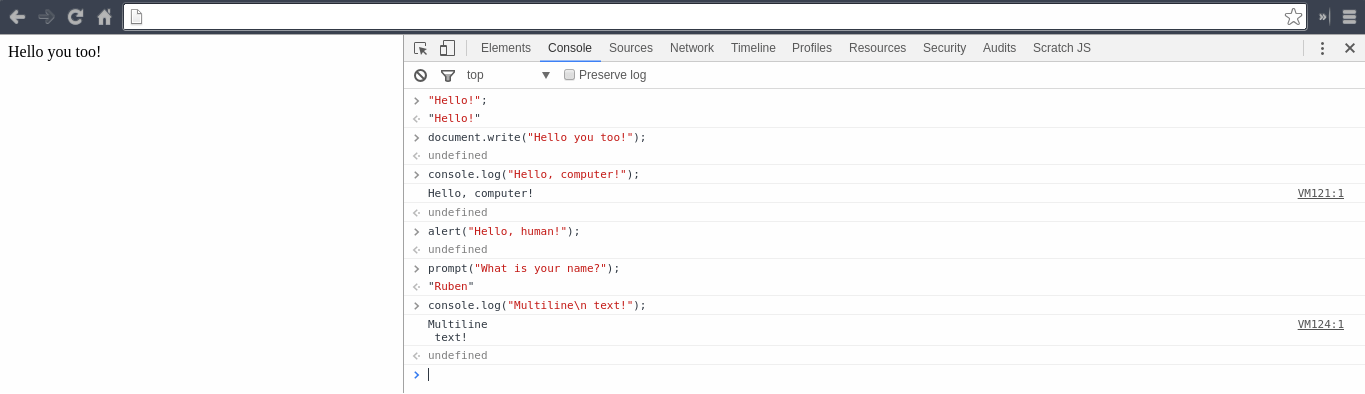 Hello you too!
Elements Console Sources Network Timeline Profiles Resources Security Audits Scratch JS
top Preserve log
"Hello!";
"Hello!"
document.write("Hello you too!");
undefined
console.log("Hello, computer!");
Hello, computer! VM121:1
undefined
alert("Hello, human!");
undefined
prompt("What is your name?");
"Ruben"
console.log("Multiline\n text!");
Multiline VM124:1
 text!
undefined